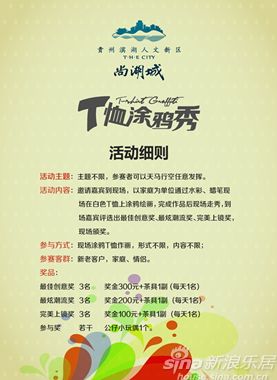 贵州滨湖人文新区
THE CITY
尚湖城
T-shirt Graffiti
T恤涂鸦秀
活动细则
活动主题： 主题不限，参赛者可以天马行空任意发挥。
活动内容： 邀请嘉宾到现场，以家庭为单位通过水彩、蜡笔现
场在白色T恤上涂鸦绘画，完成作品后现场走秀，到
场嘉宾评选出最佳创意奖、最炫潮流奖、完美上镜奖，
现场颁奖。
参与方式： 现场涂鸦T恤作画，形式不限，内容不限；
参赛客群： 新老客户，家庭、情侣。
奖品：
最佳创意奖 3名 奖金300元+茶具1副（每天1名）
最炫潮流奖 3名 奖金200元+茶具1副（每天1名）
完美上镜奖 3名 奖金100元+茶具1副（每天1名）
参与奖 若干 公仔小玩偶1个。
sina新浪乐居
house.sina.com.cn